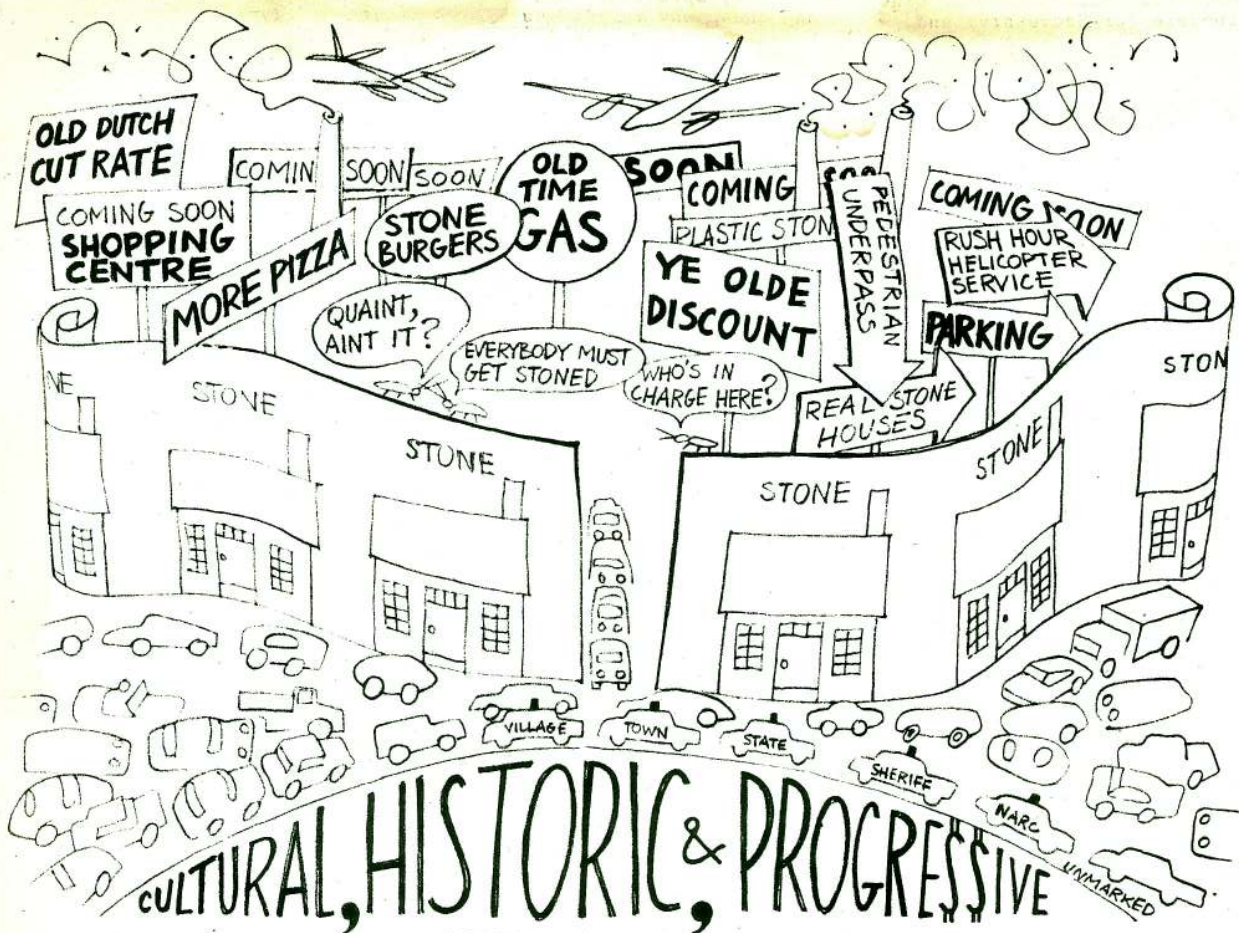 OLD DUTCH
CUT RATE
COMING SOON
SHOPPING
CENTRE
COMIN
SOON
SOON
MORE PIZZA
STONE
BURGERS
OLD
TIME
GAS
SOON
COMING
PLASTIC STON
YE OLDE
DISCOUNT
PEDESTRIAN
UNDERPASS
COMING SOON
RUSH HOUR
HELICOPTER
SERVICE
PARKING
REAL STONE
HOUSES
QUAINT,
AINT IT?
EVERYBODY MUST
GET STONED
WHO'S IN
CHARGE HERE?
NE
STONE
STONE
STONE
STONE
STON
VILLAGE
TOWN
STATE
SHERIFF
NARC
UNMARKED
CULTURAL, HISTORIC, & PROGRE$$IVE